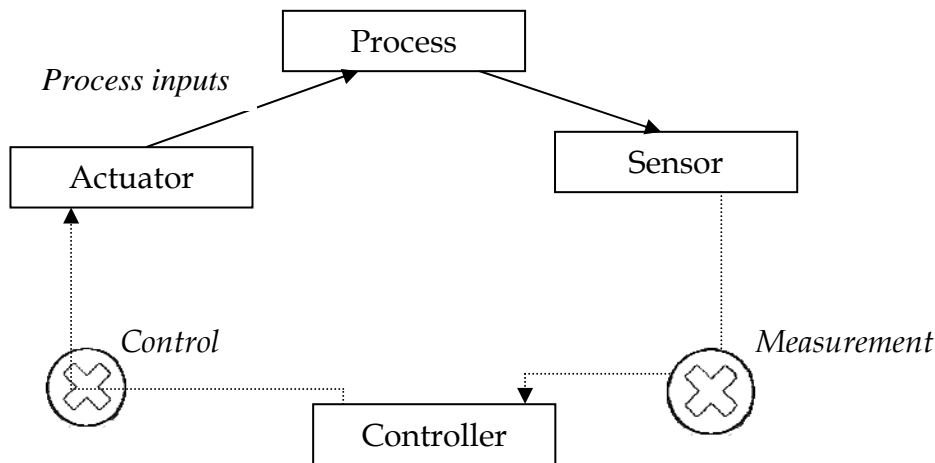 Process
Process inputs
Actuator
Sensor
Control
Measurement
Controller